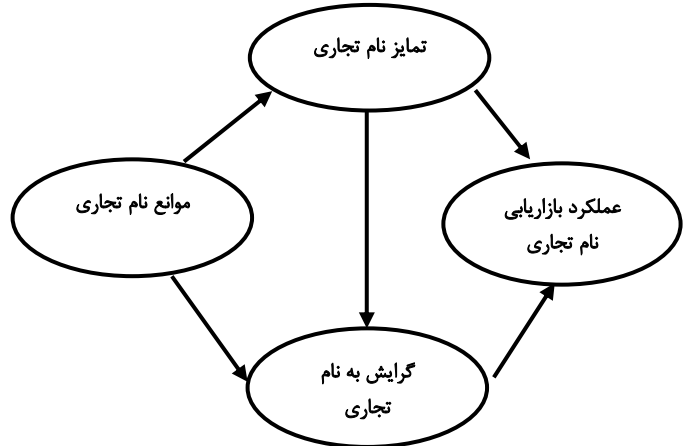 تمایز نام تجاری
موانع نام تجاری
عملکرد بازاریابی
نام تجاری
گرایش به نام
تجاری